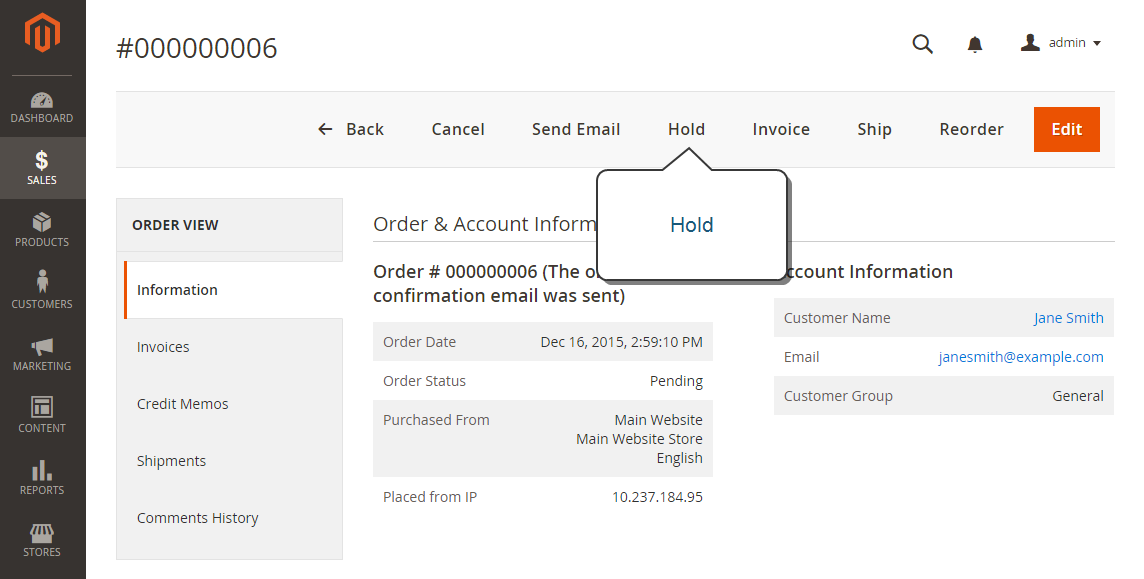 #000000006
admin
DASHBOARD
SALES
PRODUCTS
CUSTOMERS
MARKETING
CONTENT
REPORTS
STORES
← Back Cancel Send Email Hold Invoice Ship Reorder Edit
Hold
ORDER VIEW
Information
Invoices
Credit Memos
Shipments
Comments History
Order & Account Inform
Order # 000000006 (The o
confirmation email was sent)
Order Date Dec 16, 2015, 2:59:10 PM
Order Status Pending
Purchased From Main Website
Main Website Store
English
Placed from IP 10.237.184.95
ccount Information
Customer Name Jane Smith
Email janesmith@example.com
Customer Group General